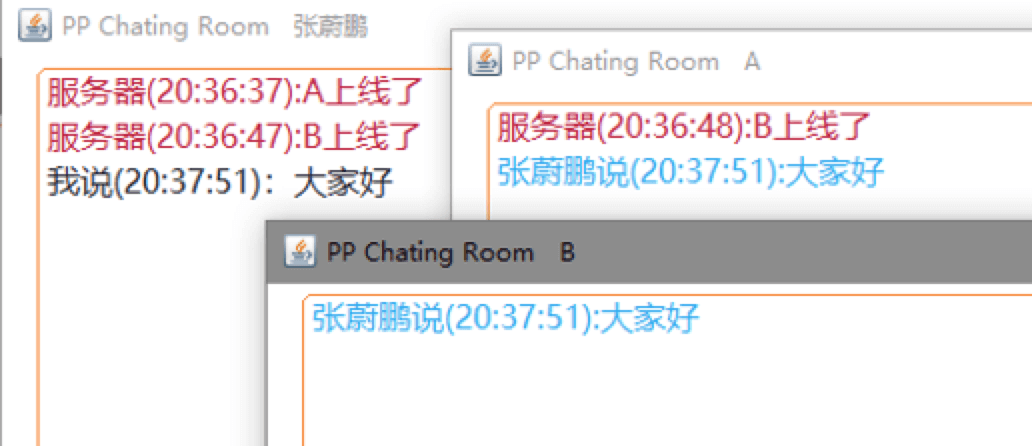 PP Chating Room 张蔚鹏
服务器(20:36:37):A上线了
服务器(20:36:47):B上线了
我说(20:37:51)：大家好
PP Chating Room A
服务器(20:36:48):B上线了
张蔚鹏说(20:37:51):大家好
PP Chating Room B
张蔚鹏说(20:37:51):大家好